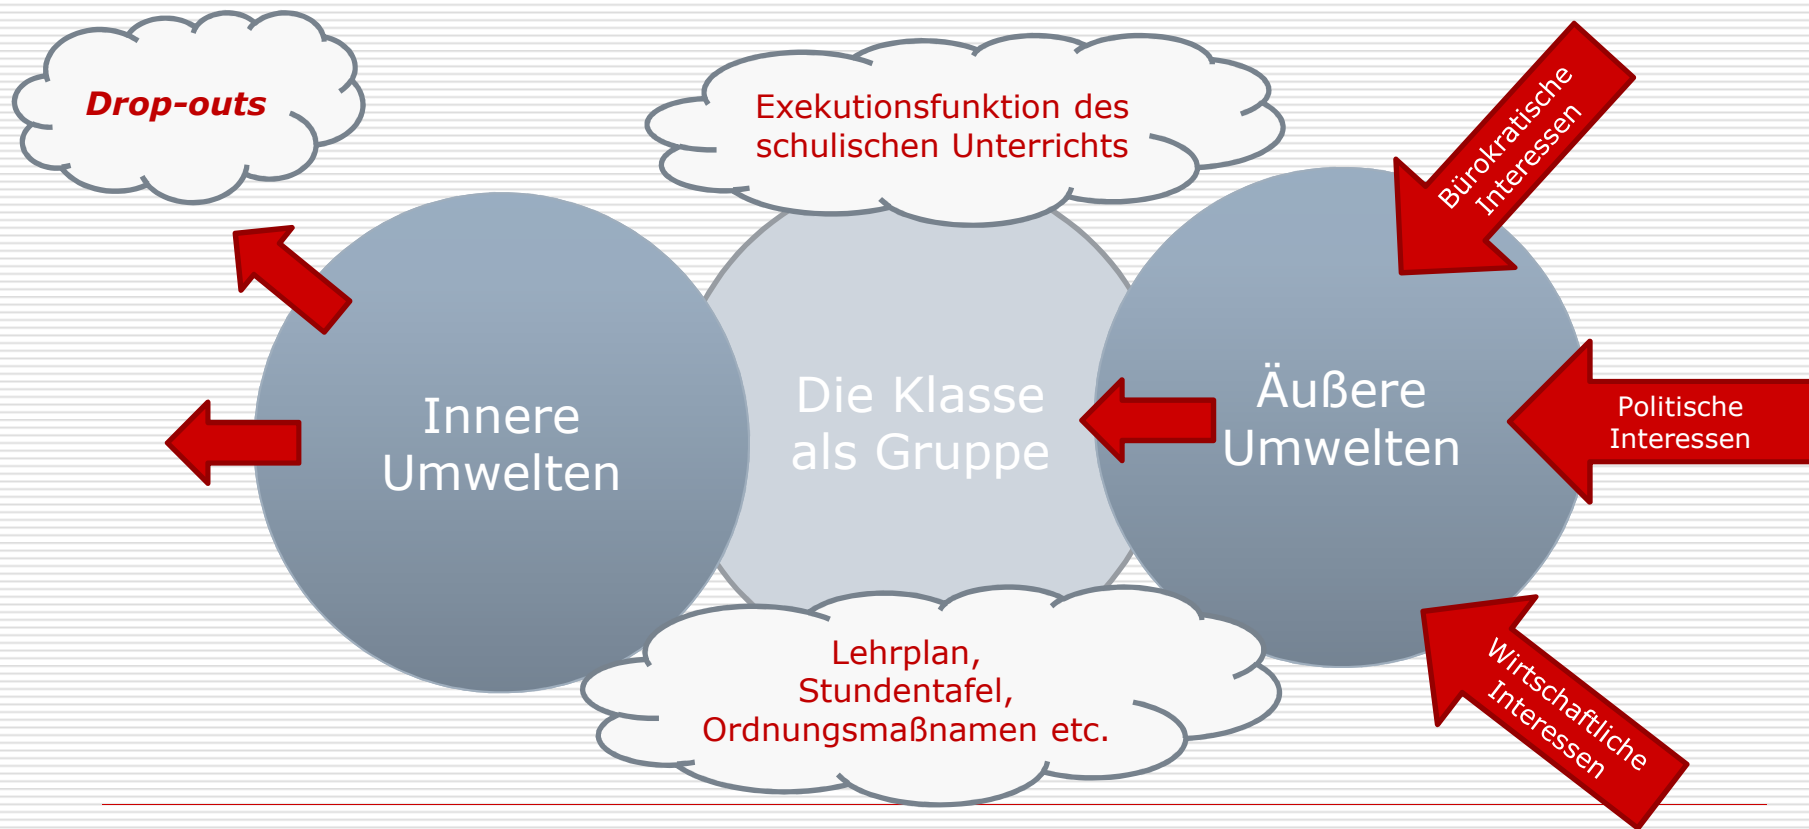 Drop-outs
Exekutionsfunktion des
schulischen Unterrichts
Bürokratische
Interessen
Innere
Umwelten
Die Klasse
als Gruppe
Äußere
Umwelten
Politische
Interessen
Lehrplan,
Stundentafel,
Ordnungsmaßnamen etc.
Wirtschaftliche
Interessen